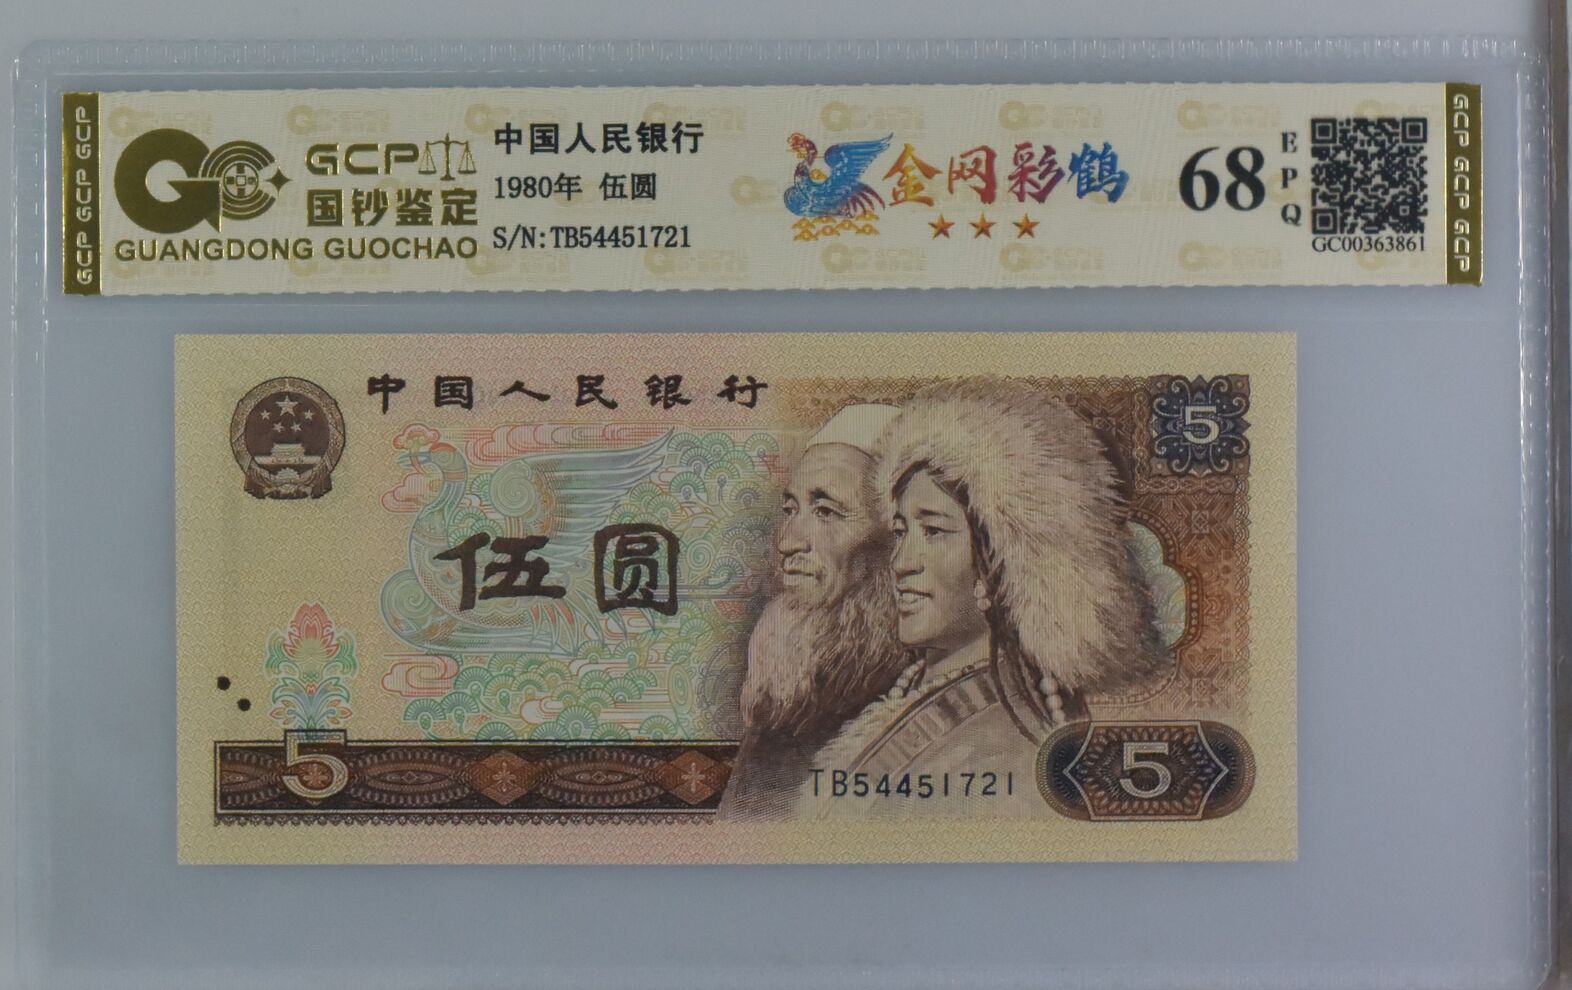 GCP GCP GCP
GCP
国钞鉴定
GUANGDONG GUOCHAO
中国人民银行
1980年 伍圆
S/N:TB54451721
金网彩鹤
68
EPQ
GC00363861
GCP GCP GCP
中国人民银行
5
伍圆
5
TB54451721
5